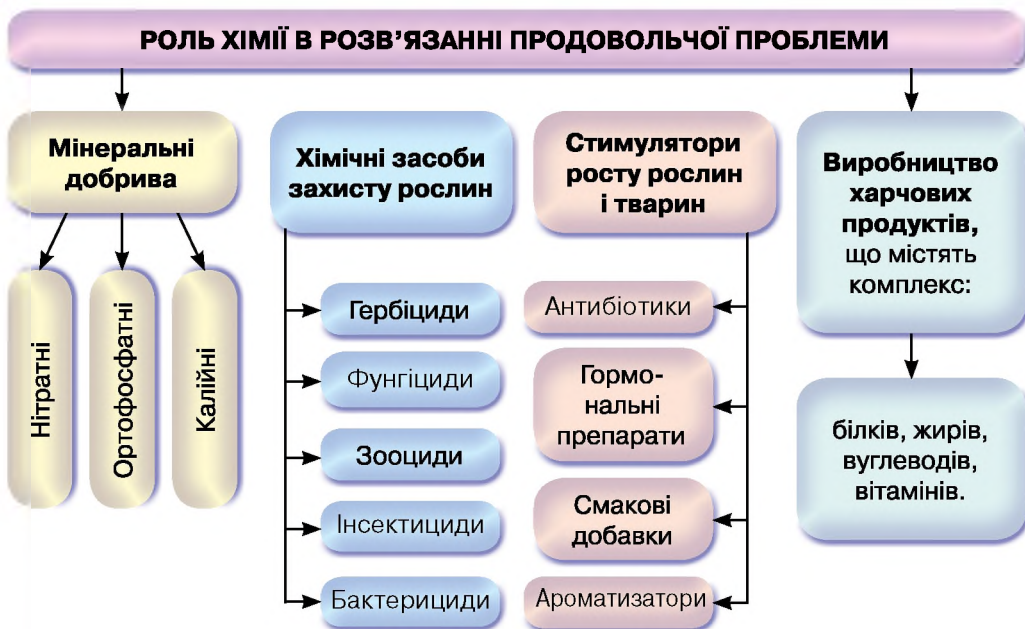 РОЛЬ ХІМІЇ В РОЗВ’ЯЗАННІ ПРОДОВОЛЬЧОЇ ПРОБЛЕМИ
Мінеральні
добрива
Нітратні
Ортофосфатні
Калійні
Хімічні засоби
захисту рослин
Гербіциди
Фунгіциди
Зооциди
Інсектициди
Бактерициди
Стимулятори
росту рослин
і тварин
Антибіотики
Гормо-
нальні
препарати
Смакові
добавки
Ароматизатори
Виробництво
харчових
продуктів,
що містять
комплекс:
білків, жирів,
вуглеводів,
вітамінів.